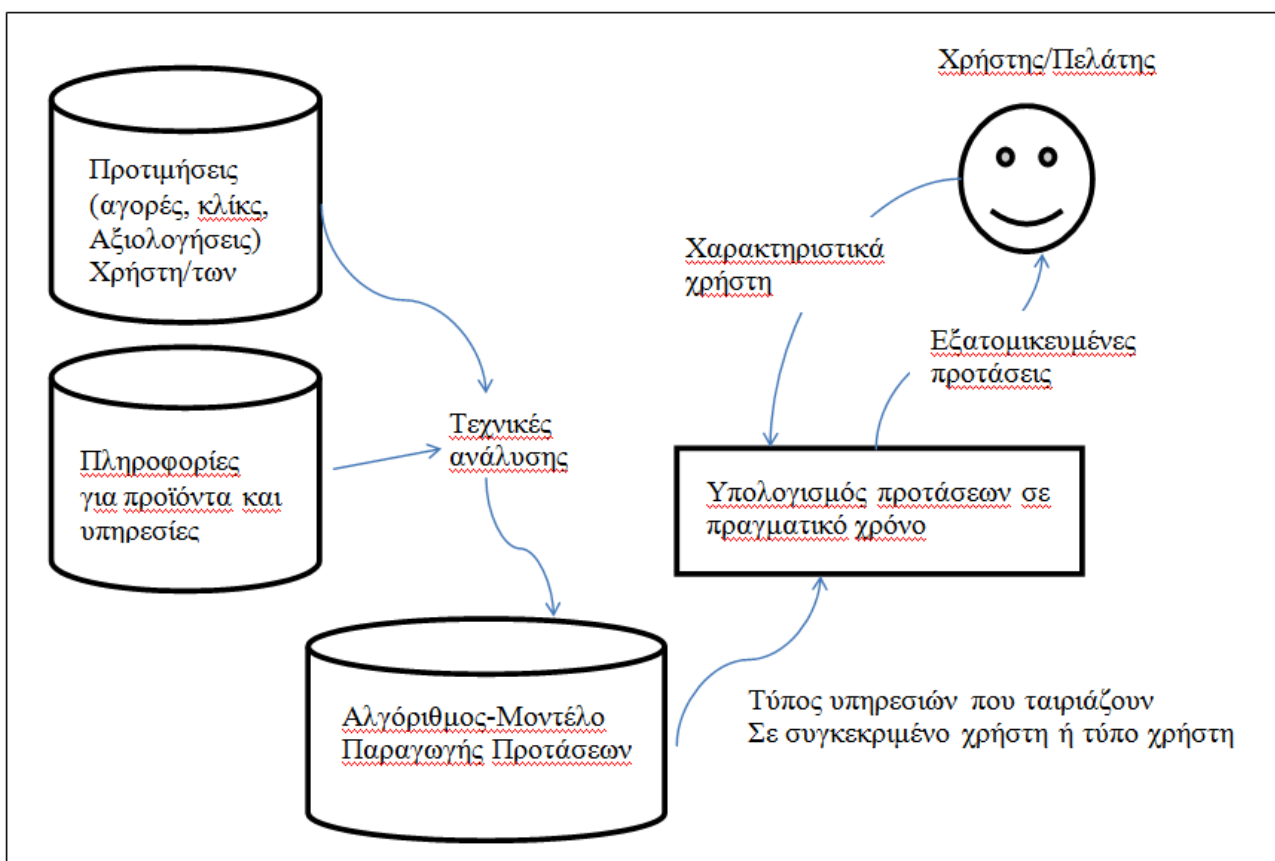 Χρήστης/Πελάτης
Προτιμήσεις
(αγορές, κλίκς,
Αξιολογήσεις)
Χρήστη/των
Χαρακτηριστικά
χρήστη
Εξατομικευμένες
προτάσεις
Πληροφορίες
για προϊόντα και
υπηρεσίες
Τεχνικές
ανάλυσης
Υπολογισμός προτάσεων σε
πραγματικό χρόνο
Αλγόριθμος-Μοντέλο
Παραγωγής Προτάσεων
Τύπος υπηρεσιών που ταιριάζουν
Σε συγκεκριμένο χρήστη ή τύπο χρήστη